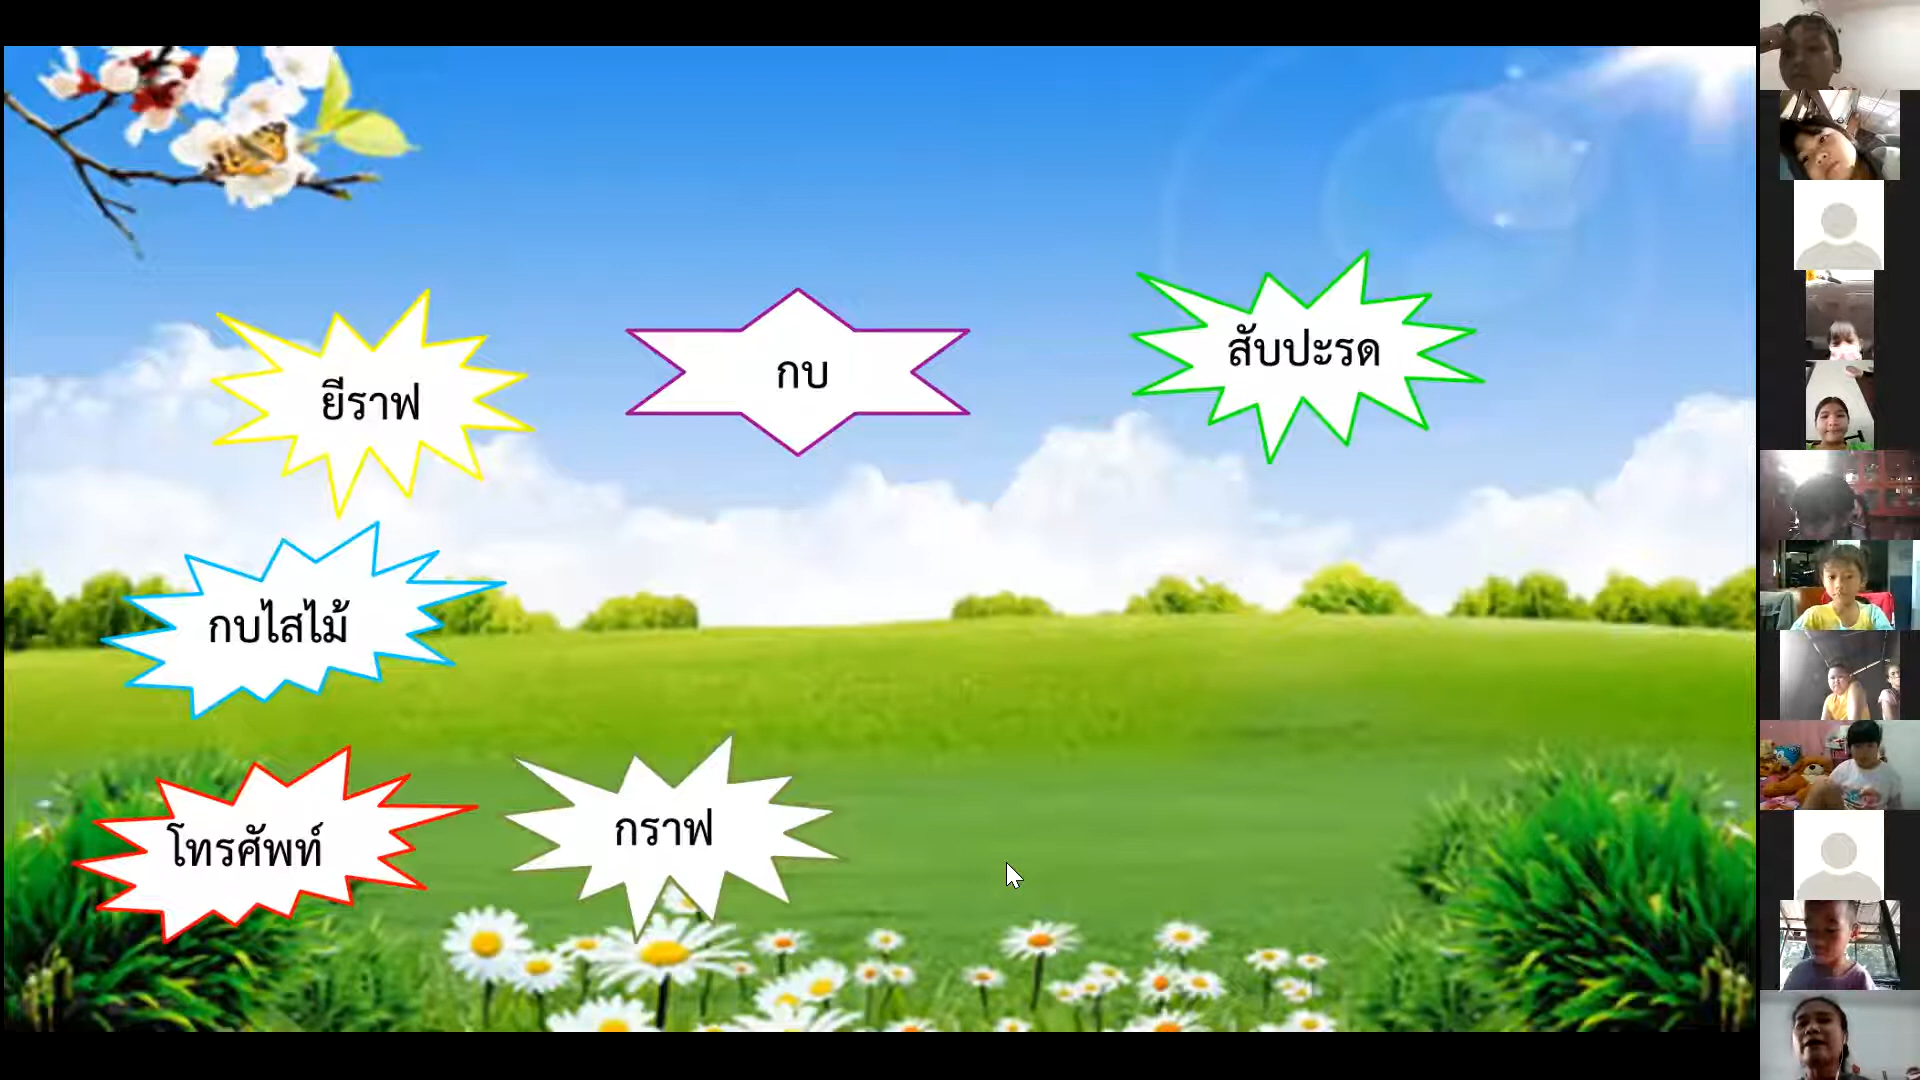 ยีราฟ
กบ
สับปะรด
กบไสไม้
โทรศัพท์
กราฟ